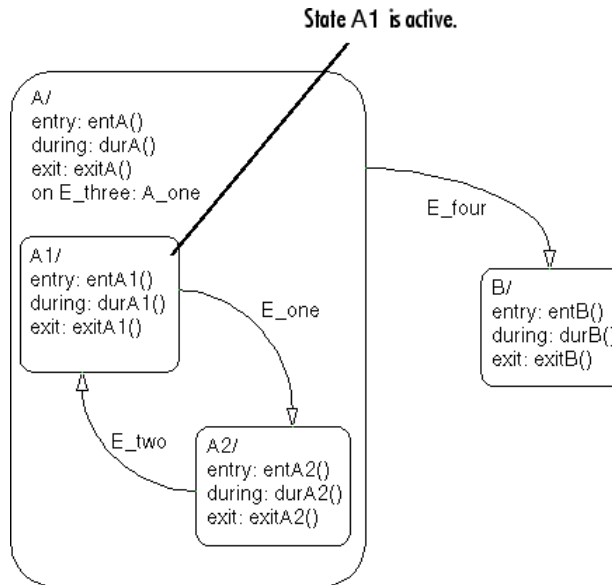 State A1 is active.
A/
entry: entA()
during: durA()
exit: exitA()
on E_three: A_one
E_four
A1/
entry: entA1()
during: durA1()
exit: exitA1()
B/
entry: entB()
during: durB()
exit: exitB()
E_one
E_two
A2/
entry: entA2()
during: durA2()
exit: exitA2()